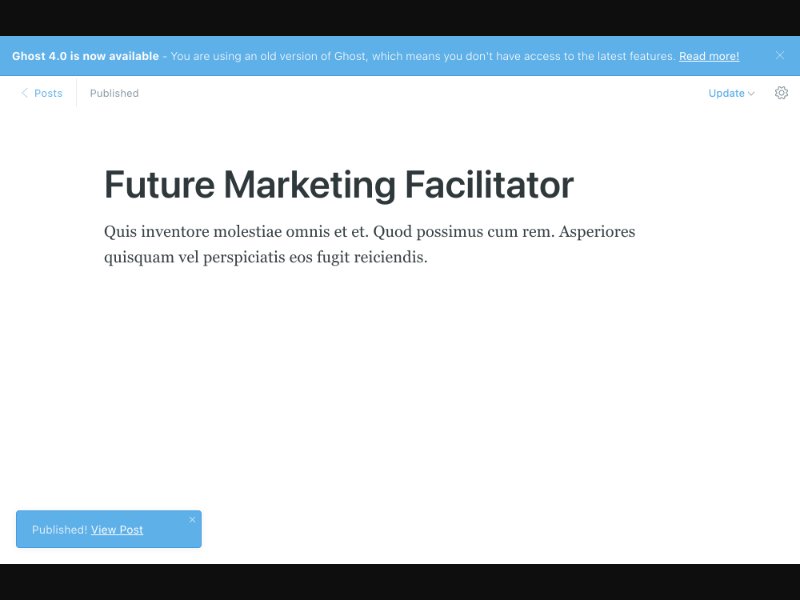 Ghost 4.0 is now available - You are using an old version of Ghost, which means you don't have access to the latest features. Read more!
Posts
Published
Update
Future Marketing Facilitator
Quis inventore molestiae omnis et et. Quod possimus cum rem. Asperiores
quisquam vel perspiciatis eos fugit reiciendis.
Published! View Post